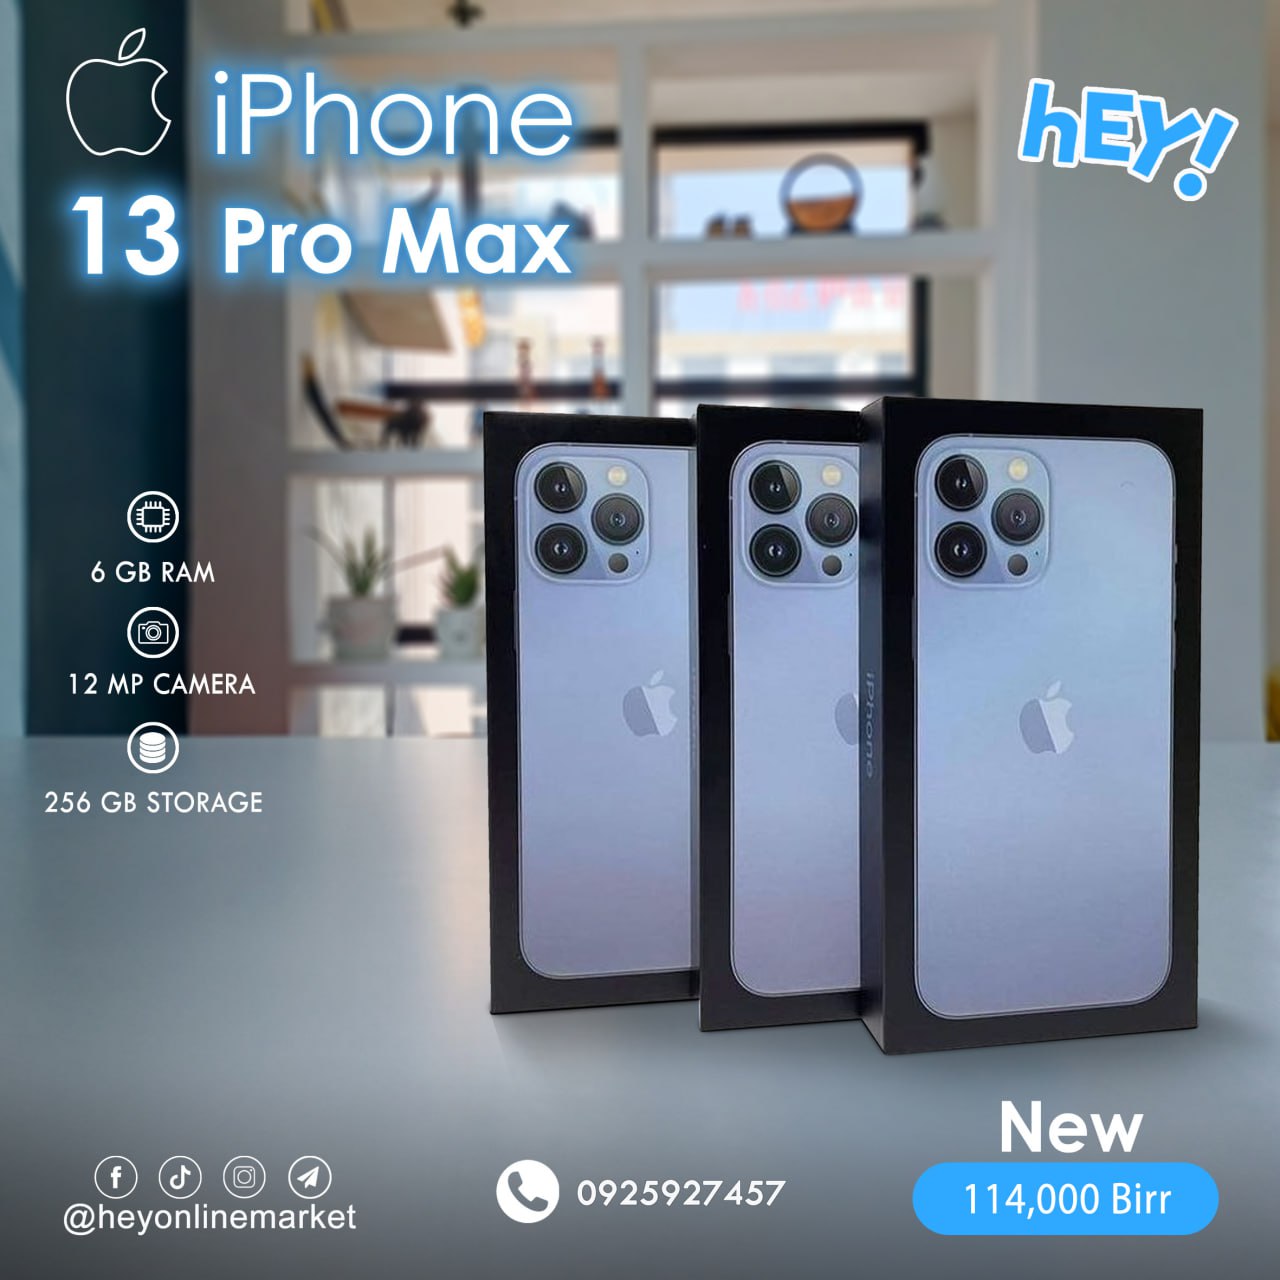 iPhone
13 Pro Max
hEY!
6 GB RAM
12 MP CAMERA
256 GB STORAGE
iPhone
New
114,000 Birr
0925927457
@heyonlinemarket